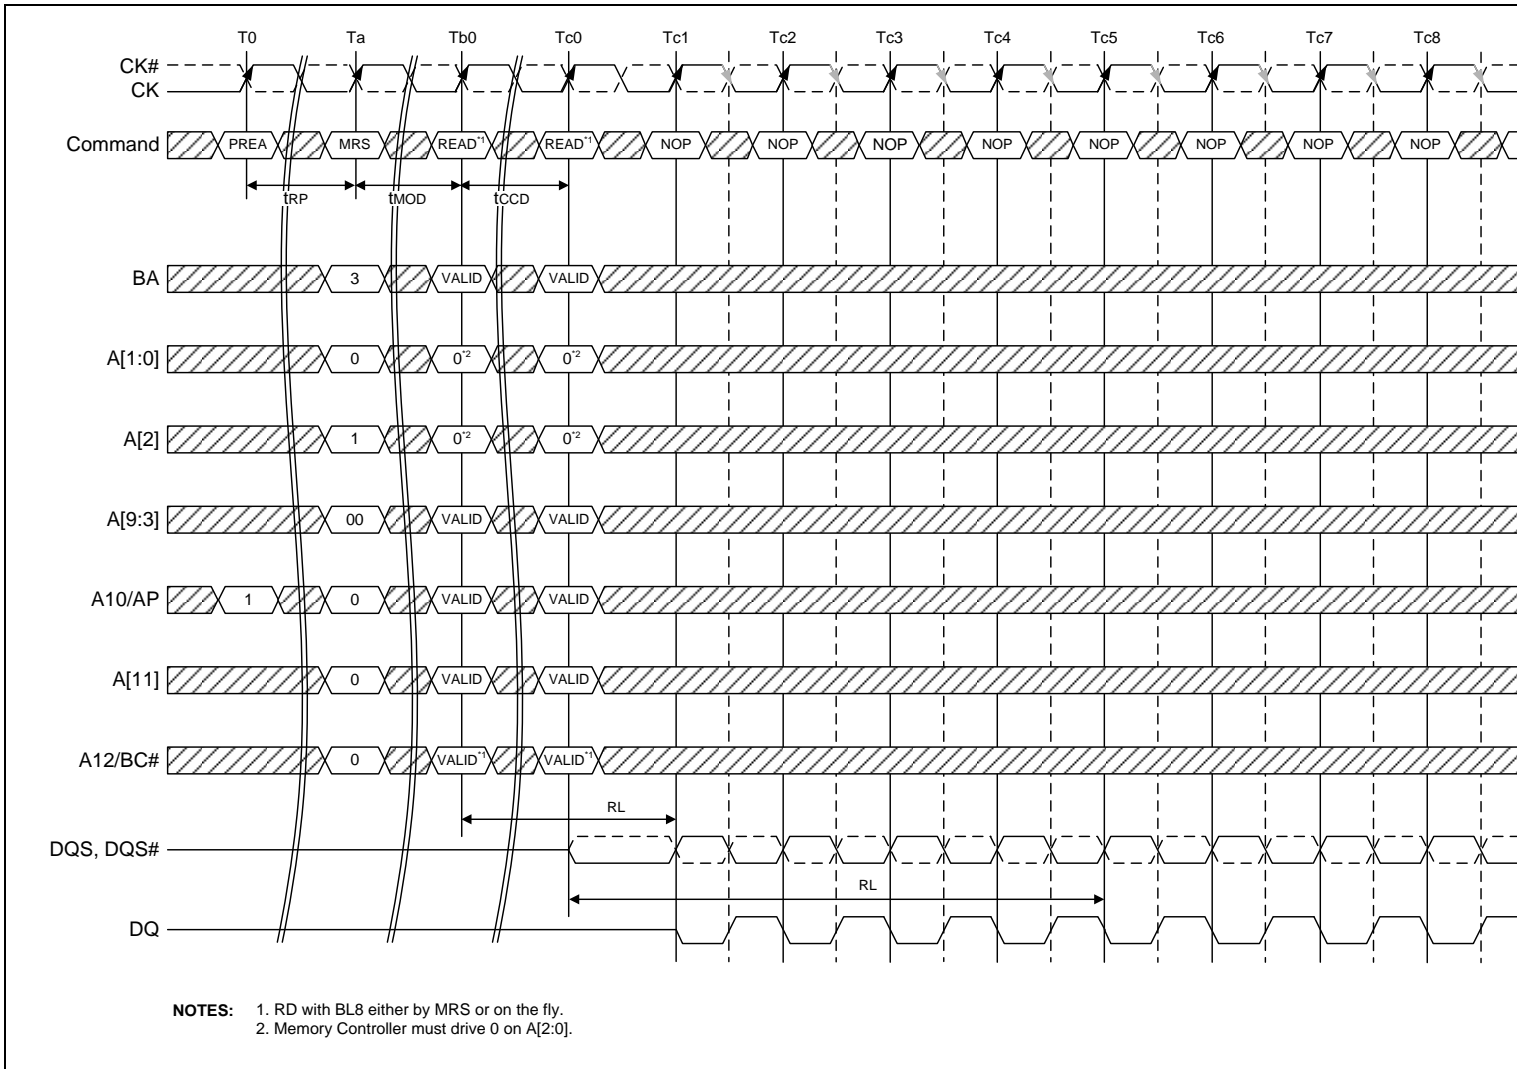 T0 Ta Tb0 Tc0 Tc1 Tc2 Tc3 Tc4 Tc5 Tc6 Tc7 Tc8
CK#
CK
Command PREA MRS READ*1 READ*1 NOP NOP NOP NOP NOP NOP NOP NOP
tRP tMOD tCCD
BA 3 VALID VALID
A[1:0] 0 0*2 0*2
A[2] 1 0*2 0*2
A[9:3] 00 VALID VALID
A10/AP 1 0 VALID VALID
A[11] 0 VALID VALID
A12/BC# 0 VALID*1 VALID*1
RL
DQS, DQS#
RL
DQ
NOTES: 1. RD with BL8 either by MRS or on the fly.
2. Memory Controller must drive 0 on A[2:0].